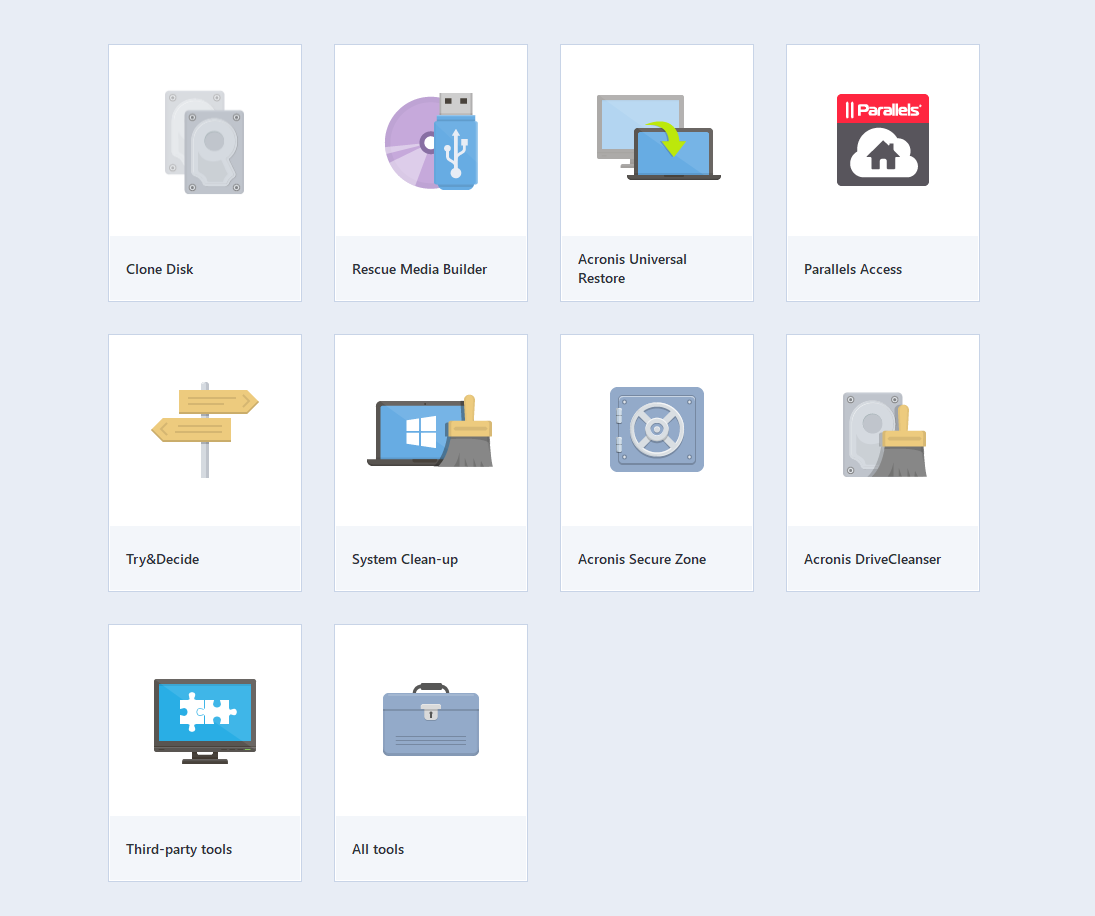 Parallels
Clone Disk
Rescue Media Builder
Acronis Universal
Restore
Parallels Access
Try&Decide
System Clean-up
Acronis Secure Zone
Acronis DriveCleanser
Third-party tools
All tools